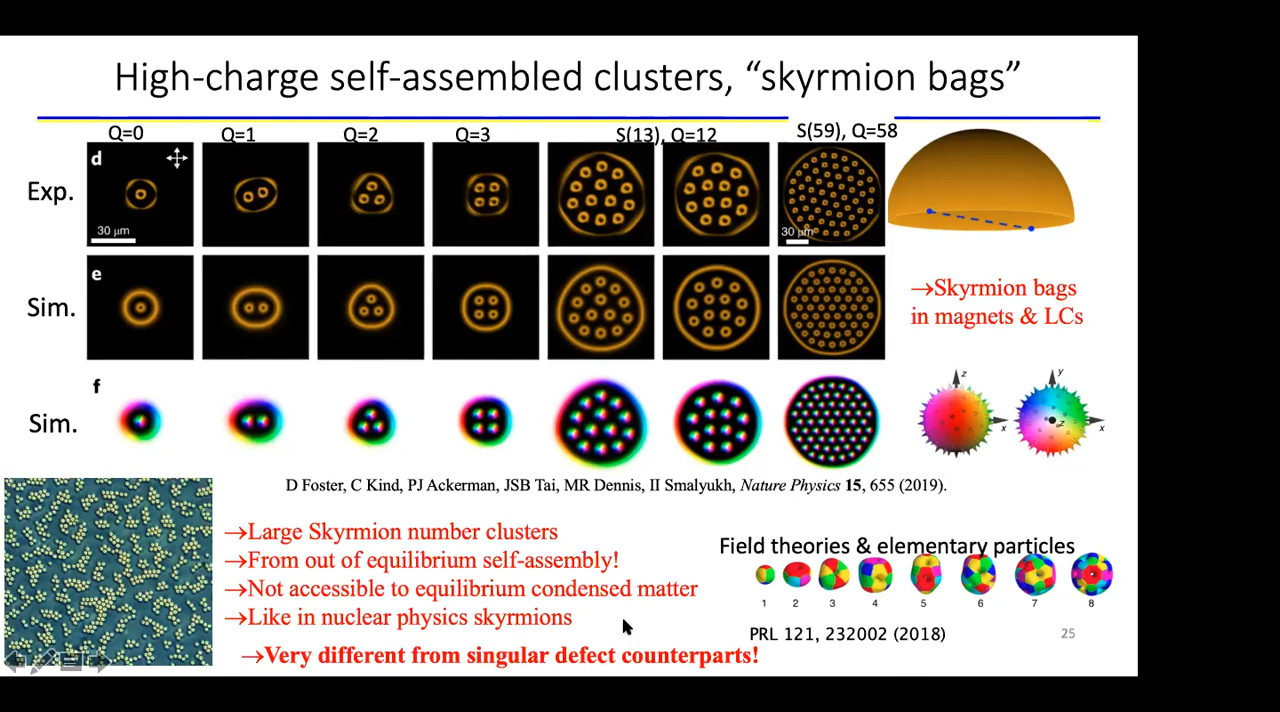 High-charge self-assembled clusters, “skyrmion bags”
Q=0 Q=1 Q=2 Q=3 S(13), Q=12 S(59), Q=58
Exp.
d
30 μm
30 μm
Sim.
e
→Skyrmion bags
in magnets & LCs
Sim.
f
z
x
y
z
x
D Foster, C Kind, PJ Ackerman, JSB Tai, MR Dennis, II Smalyukh, Nature Physics 15, 655 (2019).
→Large Skyrmion number clusters
→From out of equilibrium self-assembly!
→Not accessible to equilibrium condensed matter
→Like in nuclear physics skyrmions
→Very different from singular defect counterparts!
Field theories & elementary particles
1 2 3 4 5 6 7 8
PRL 121, 232002 (2018)
25